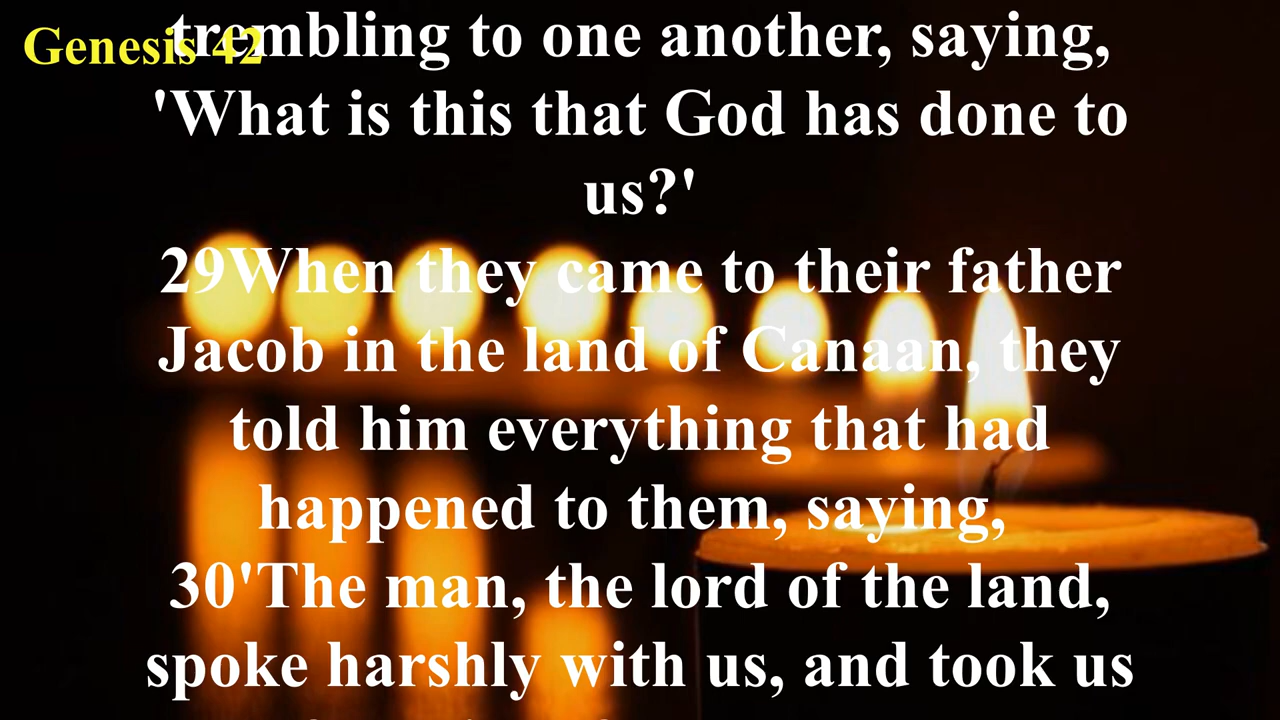 Genesis 42
trembling to one another, saying,
'What is this that God has done to
us?'
29When they came to their father
Jacob in the land of Canaan, they
told him everything that had
happened to them, saying,
30'The man, the lord of the land,
spoke harshly with us, and took us